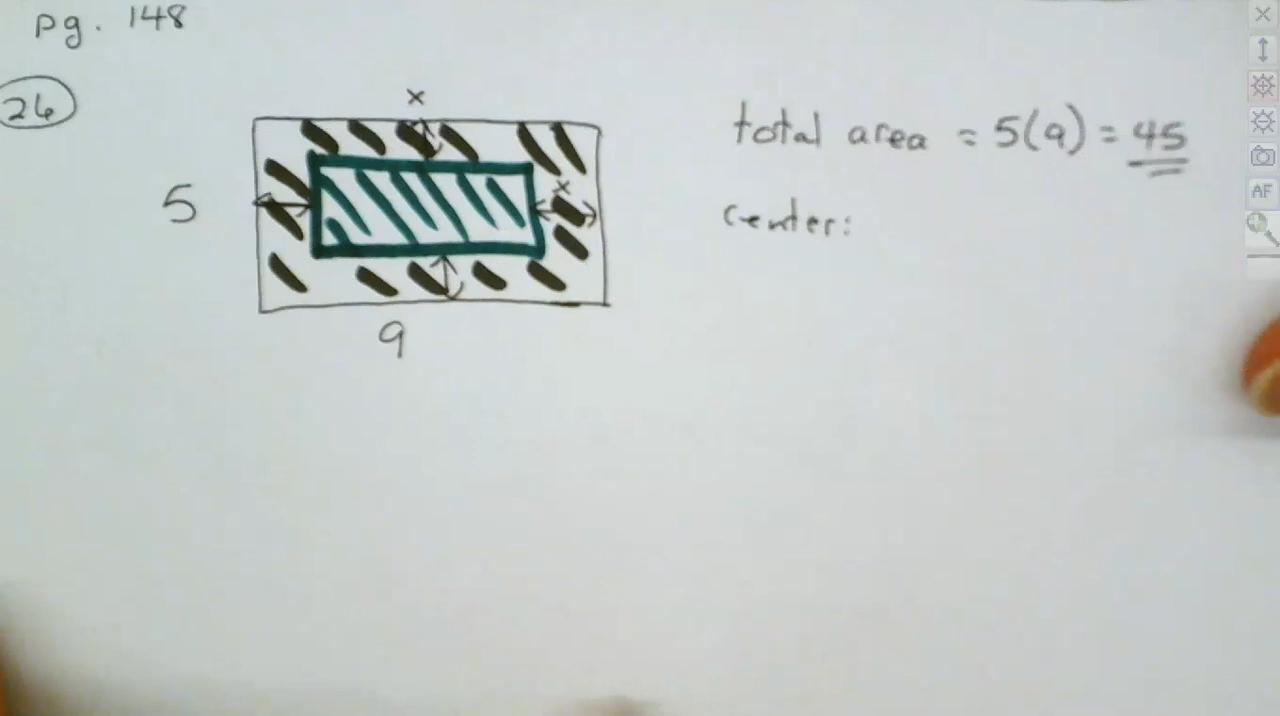 pg. 148
26
x
total area = 5(9) = 45
5
x
center:
9
AF